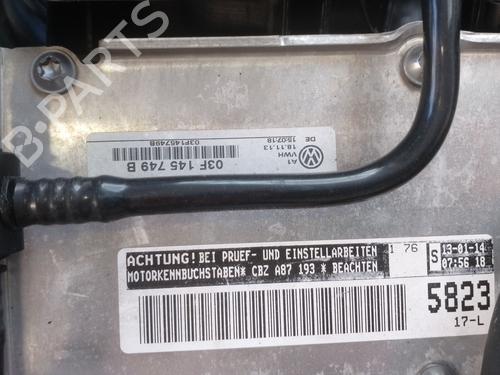 B-PARTS
A1
VWH
18.11.13
15:07:18
DE
03F 145 749 B
03F145749B
ACHTUNG! BEI PRUEF- UND EINSTELLARBEITEN
MOTORKENNBUCHSTABEN* CBZ A87 193 * BEACHTEN
1 76
S 13-01-14
07:56 18
5823
17-L